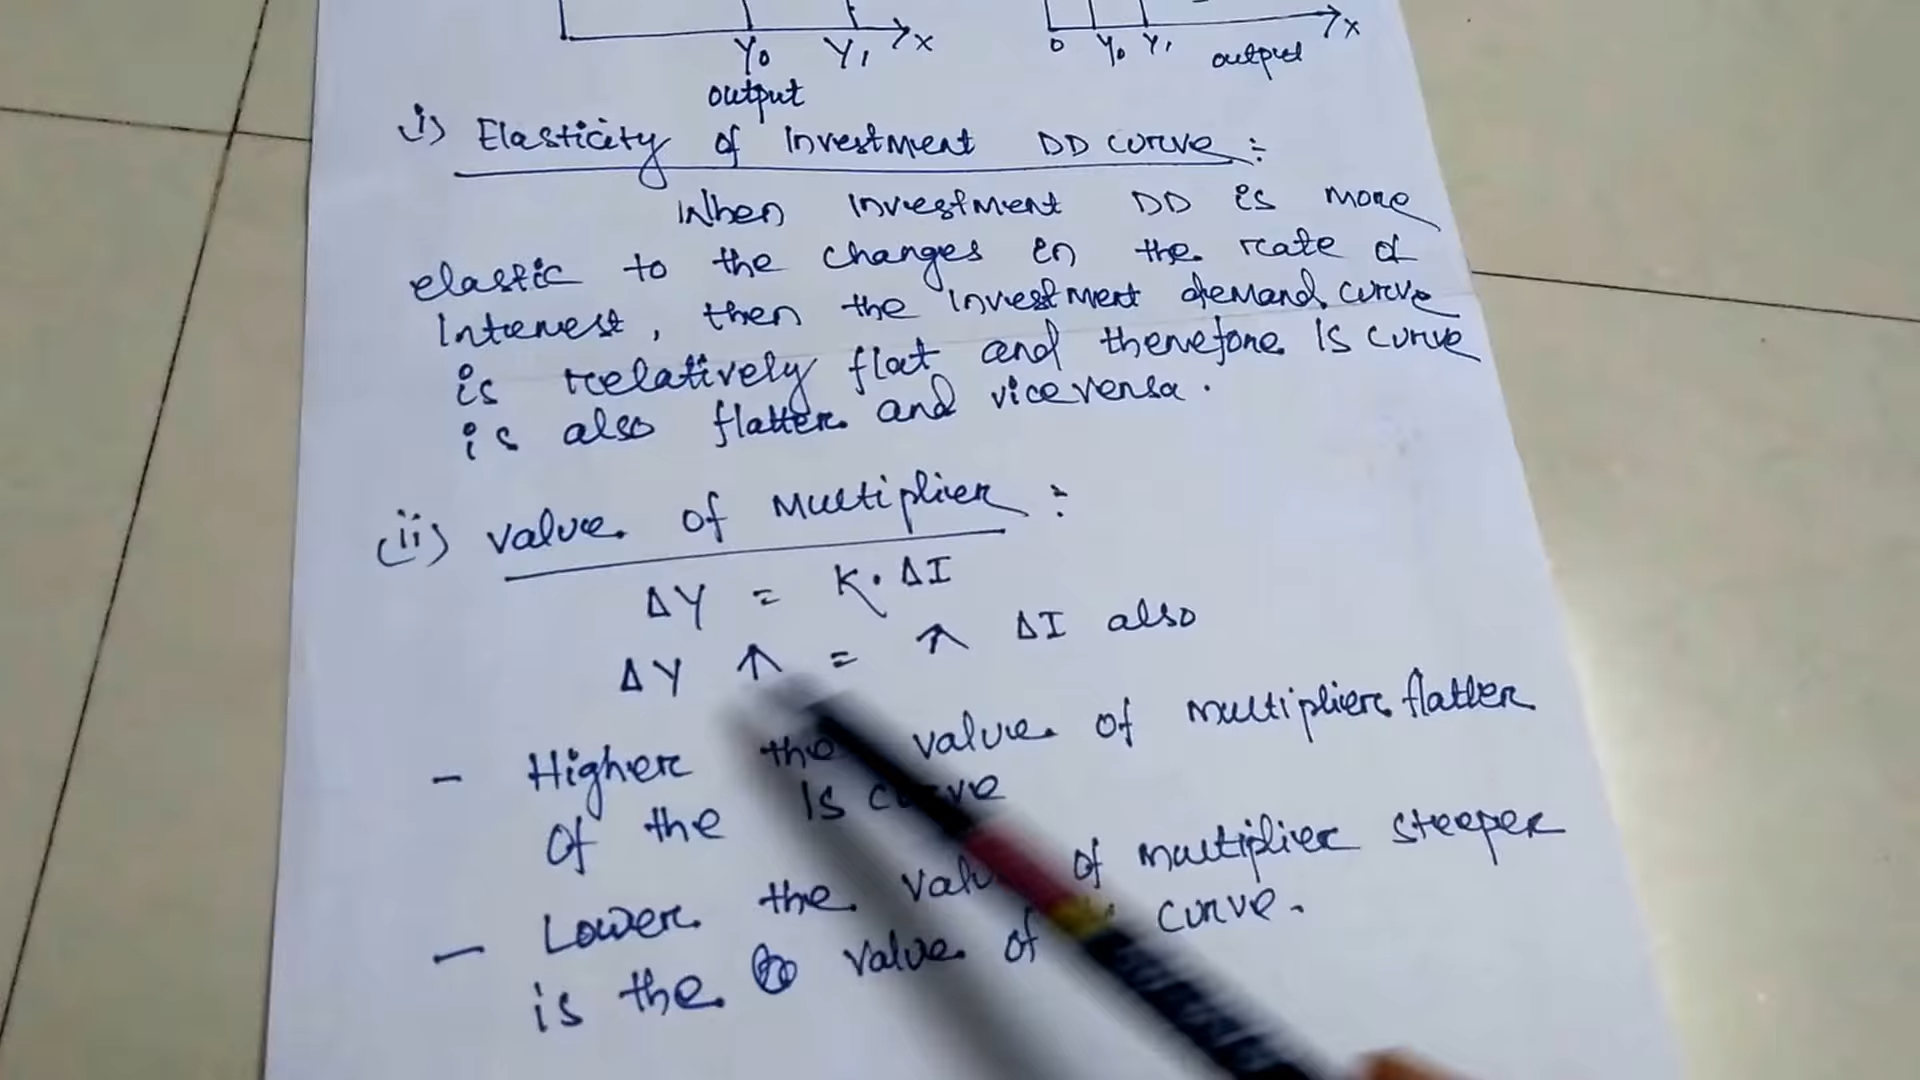 Y₀ Y₁ X
output
0 Y₀ Y₁ X
output
i) Elasticity of Investment DD curve :
When Investment DD is more
elastic to the changes in the rate of
Interest, then the Investment demand curve
is relatively flat and therefore IS curve
is also flatter and viceversa.
(ii) value of Multiplier :
ΔY = K. ΔI
ΔY ↑ = ↑ ΔI also
- Higher the value of multiplier flatter
of the IS curve
- Lower the value of multiplier steeper
is the value of curve.